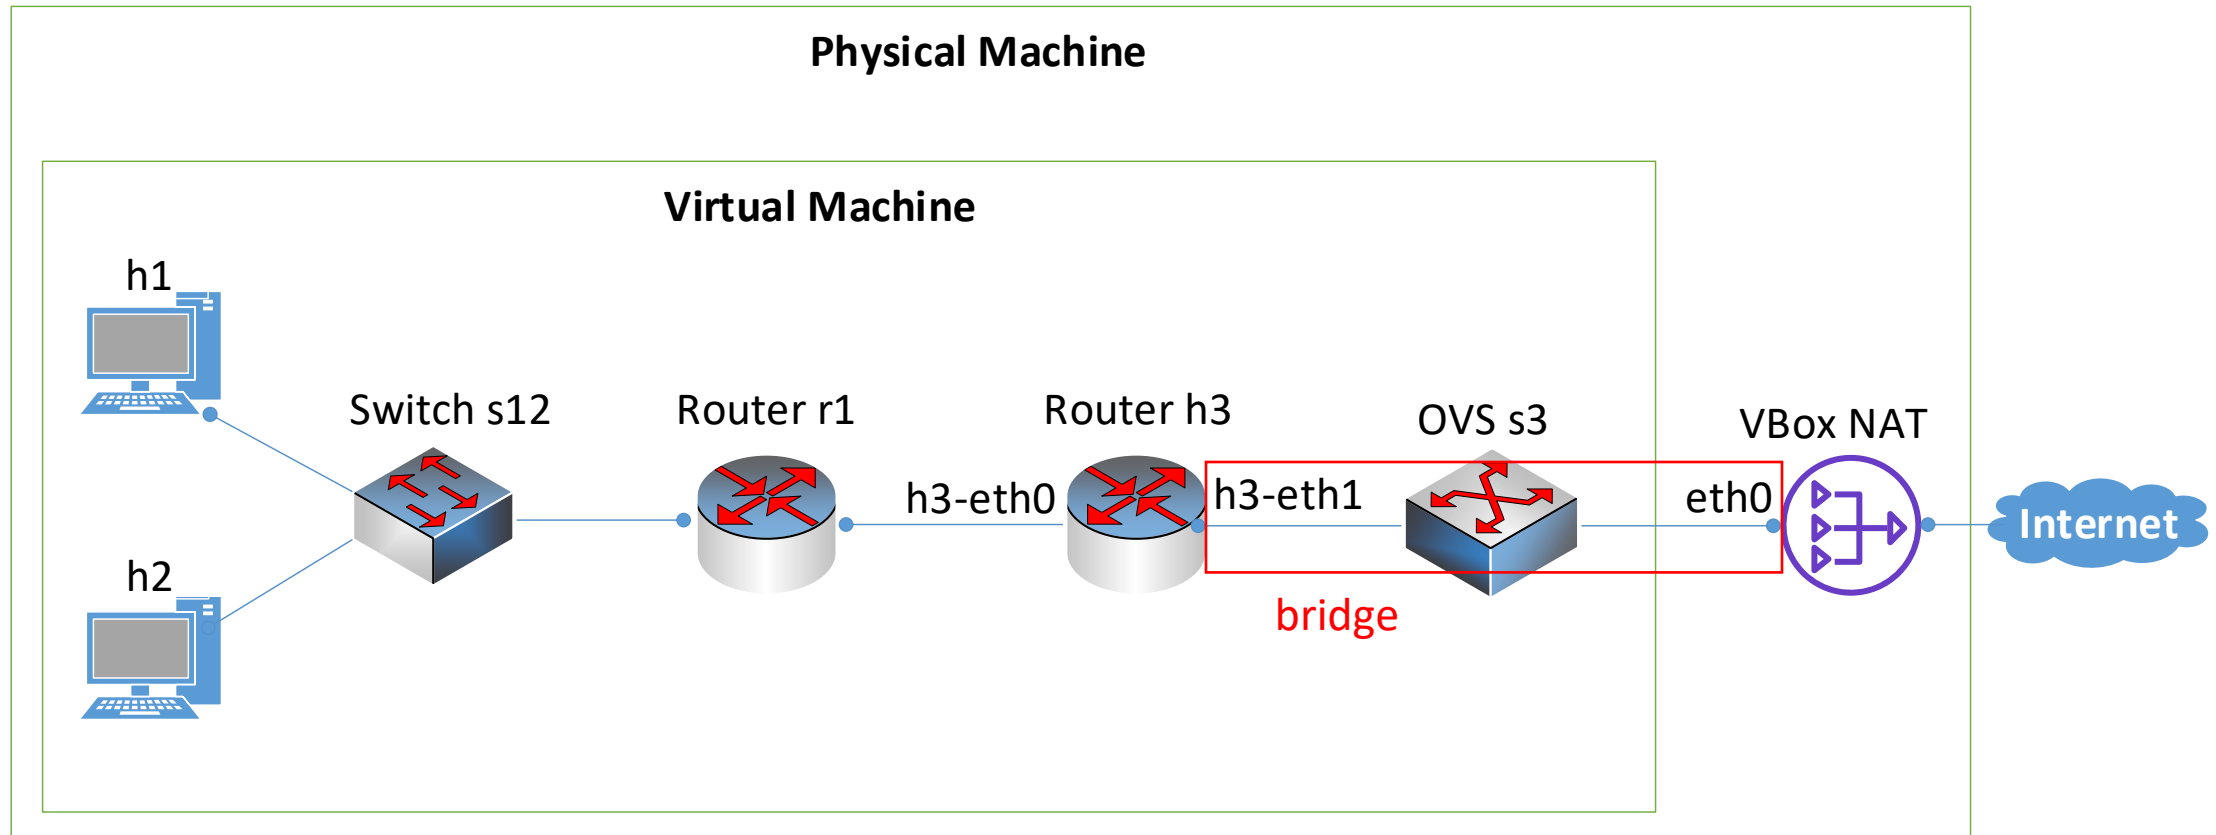 Physical Machine
Virtual Machine
h1
Switch s12
Router r1
Router h3
OVS s3
VBox NAT
h3-eth0
h3-eth1
eth0
Internet
h2
bridge